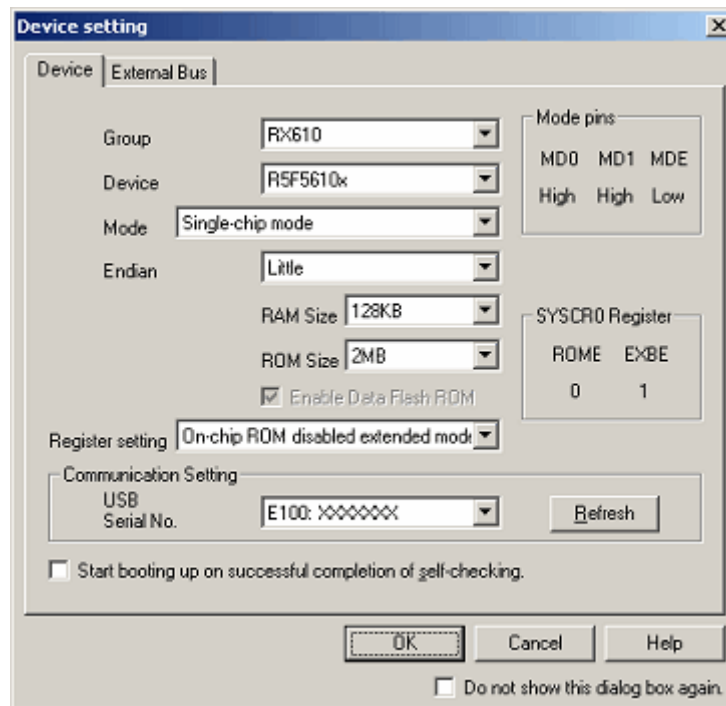 Device setting
Device External Bus
Group RX610
Device R5F5610x
Mode Single-chip mode
Endian Little
RAM Size 128KB
ROM Size 2MB
Enable Data Flash ROM
Register setting On-chip ROM disabled extended mode
Mode pins
MD0 MD1 MDE
High High Low
SYSCR0 Register
ROME EXBE
0 1
Communication Setting
USB
Serial No.
E100: XXXXXXX
Refresh
Start booting up on successful completion of self-checking.
OK Cancel Help
Do not show this dialog box again.